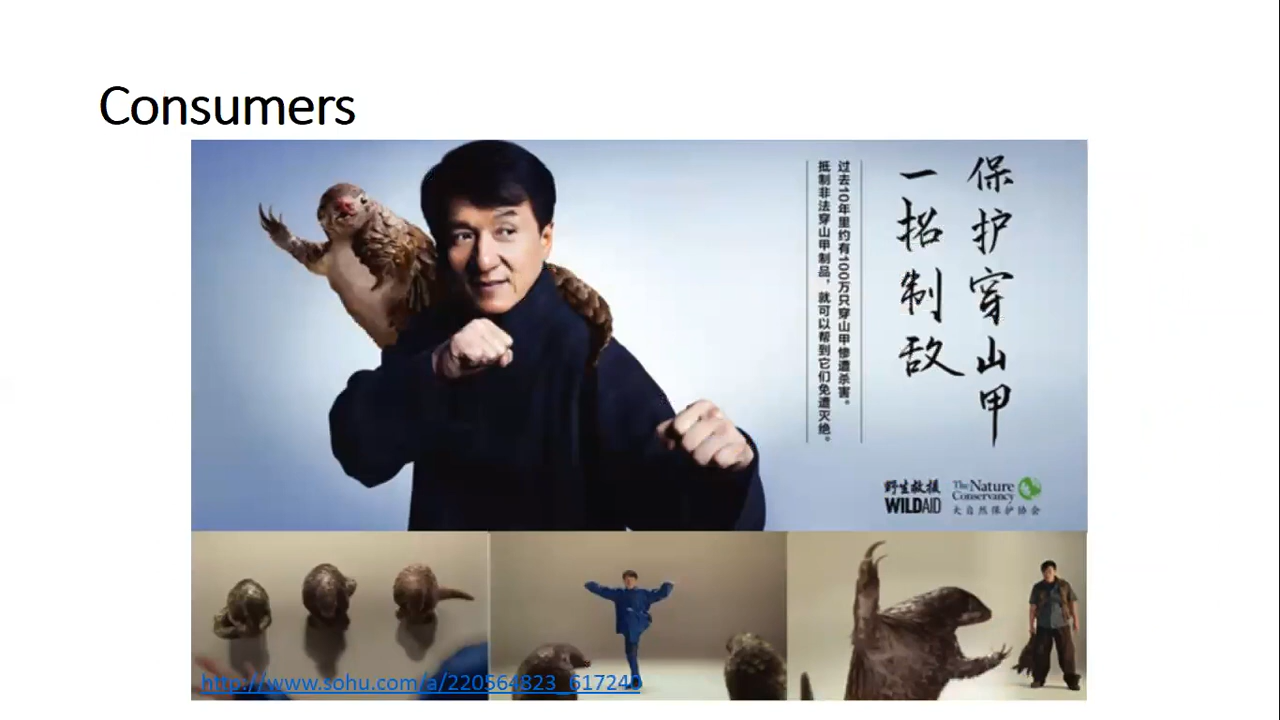 Consumers
保护穿山甲
一招制敌
过去10年里约有100万只穿山甲惨遭杀害。
抵制非法穿山甲制品，就可以帮到它们免遭灭绝。
野生救援
WILDAID
The Nature
Conservancy
大自然保护协会
http://www.sohu.com/a/220564823_617240